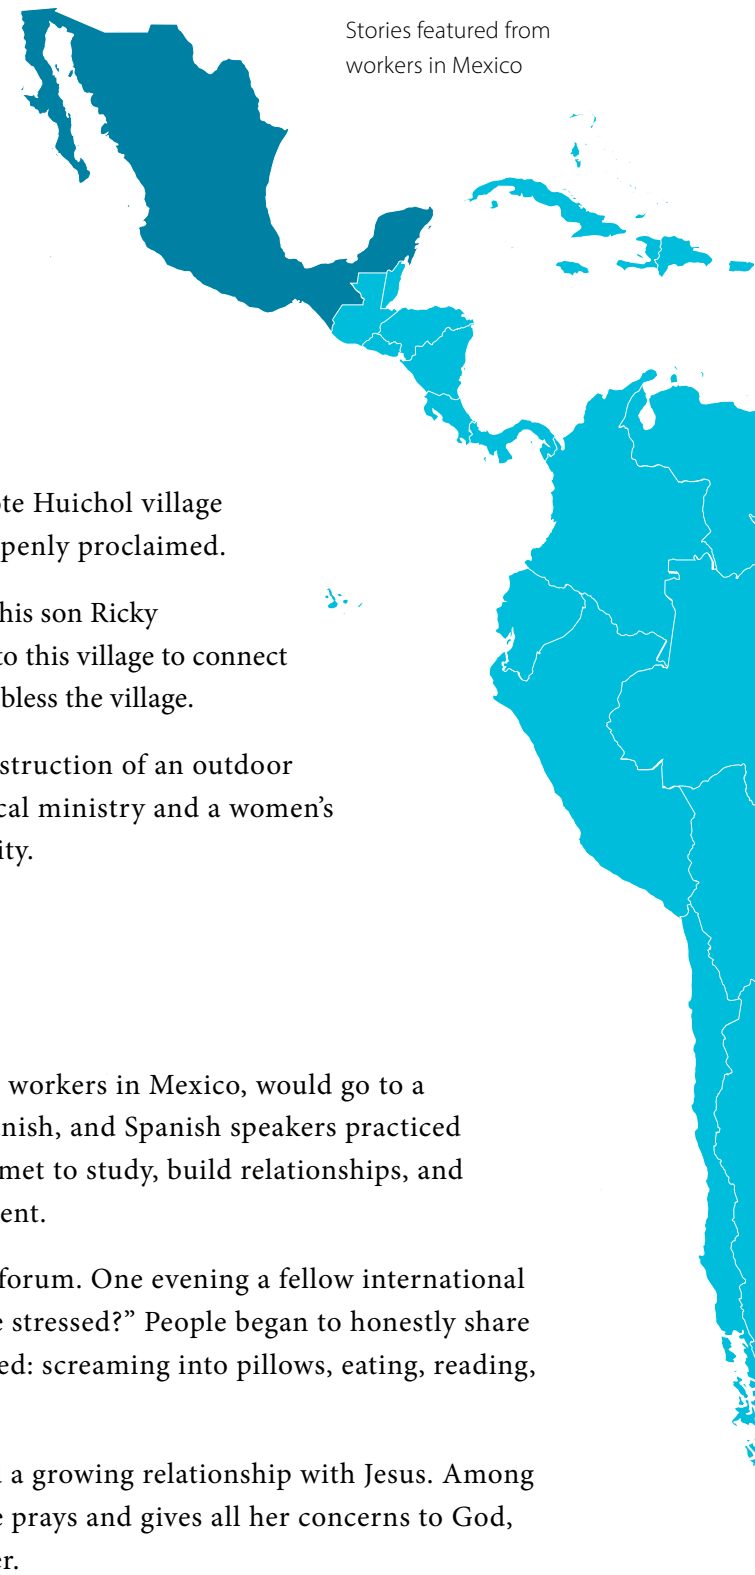 Stories featured from
workers in Mexico
te Huichol village
penly proclaimed.
his son Ricky
to this village to connect
bless the village.
struction of an outdoor
cal ministry and a women’s
ity.
workers in Mexico, would go to a
nish, and Spanish speakers practiced
met to study, build relationships, and
ent.
forum. One evening a fellow international
e stressed?” People began to honestly share
ed: screaming into pillows, eating, reading,
a growing relationship with Jesus. Among
e prays and gives all her concerns to God,
er.